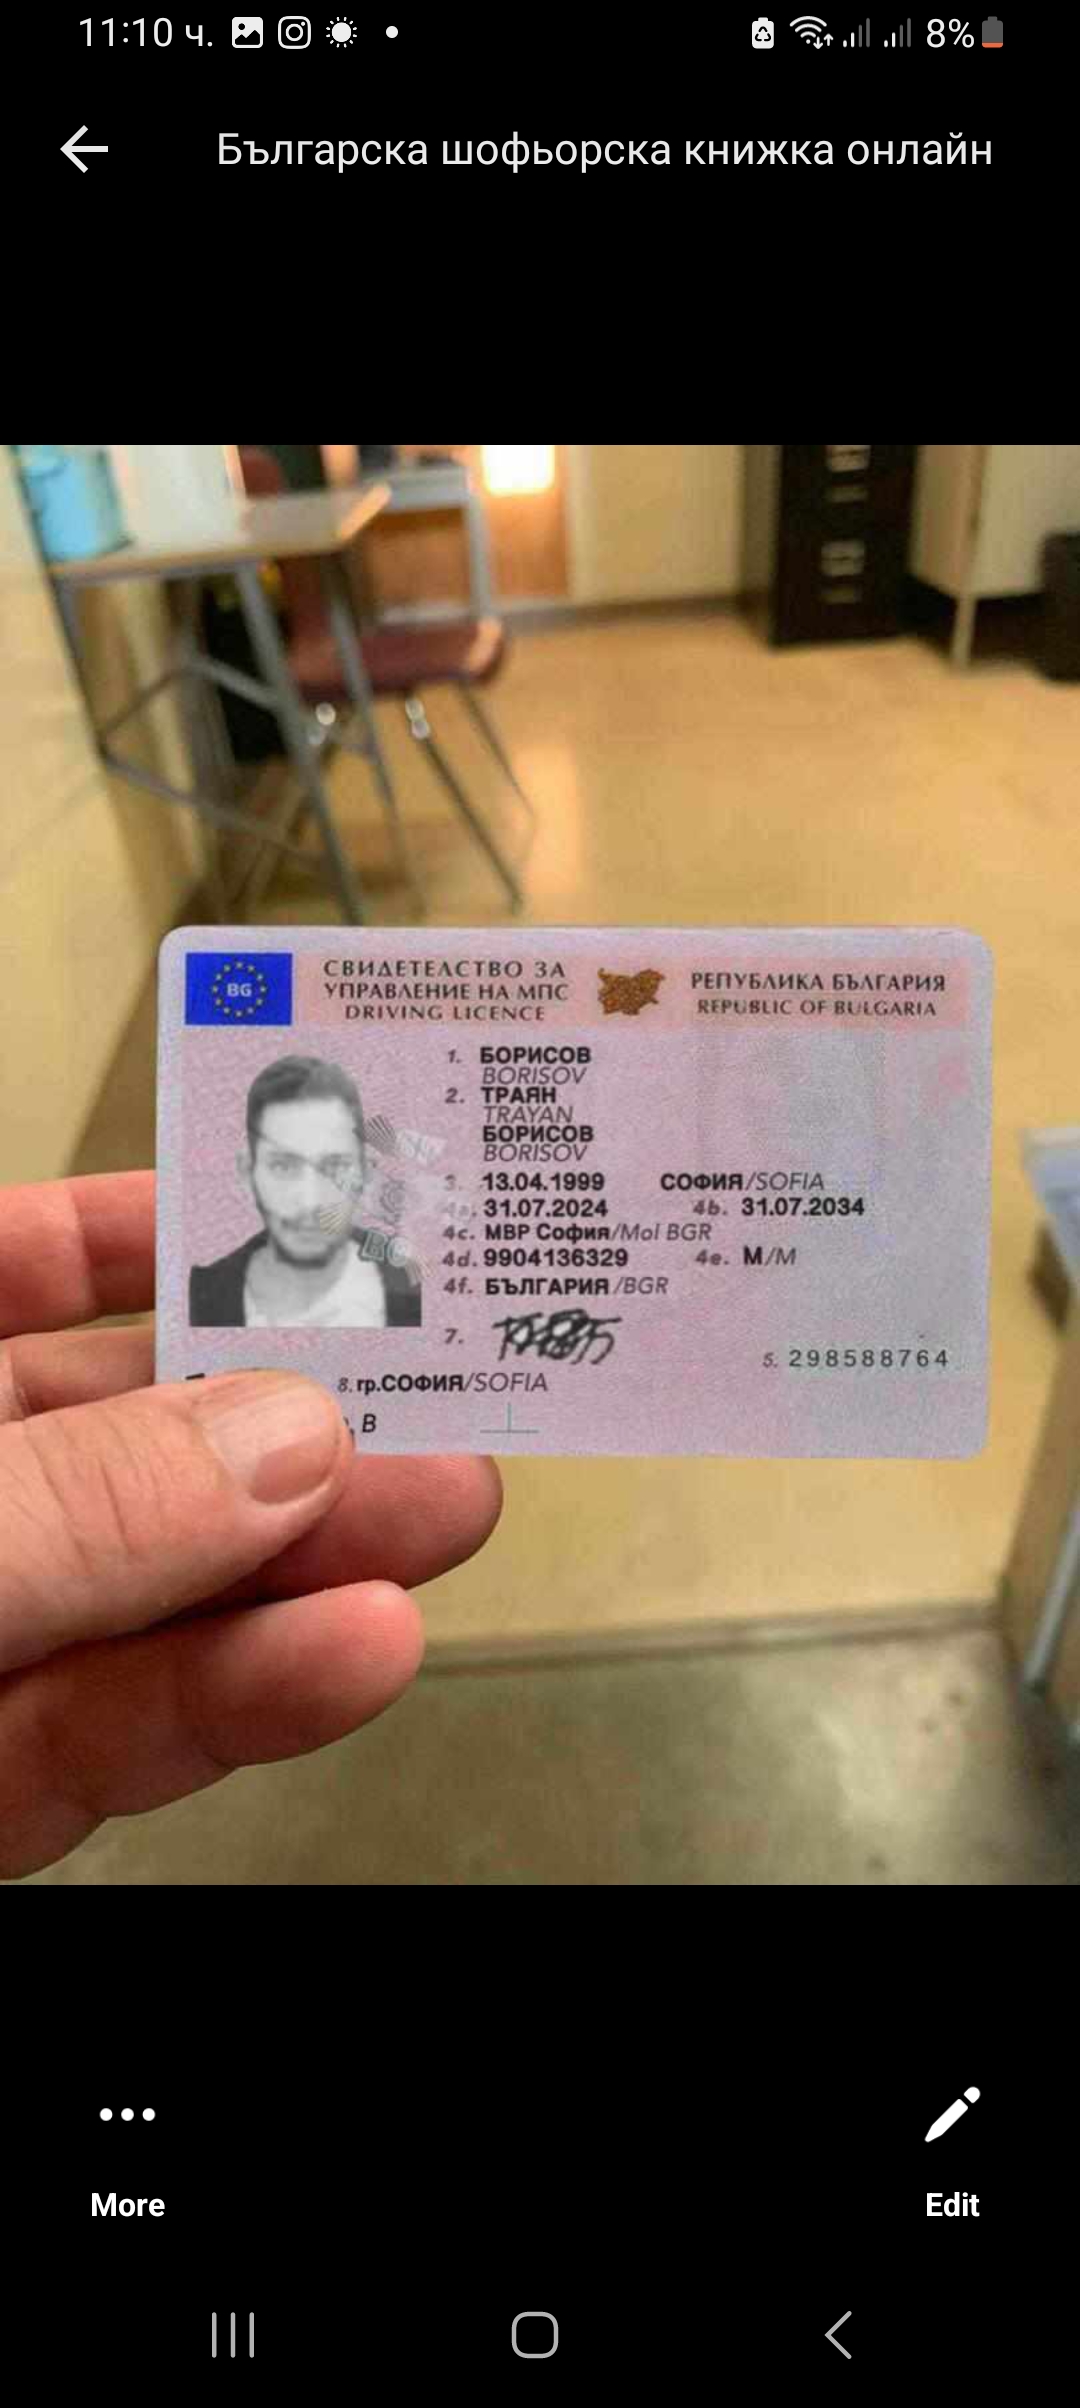 11:10 ч.
8%
Българска шофьорска книжка онлайн
BG
СВИДЕТЕЛСТВО ЗА
УПРАВЛЕНИЕ НА МПС
DRIVING LICENCE
РЕПУБЛИКА БЪЛГАРИЯ
REPUBLIC OF BULGARIA
1. БОРИСОВ
BORISOV
2. ТРАЯН
TRAYAN
БОРИСОВ
BORISOV
3. 13.04.1999 СОФИЯ/SOFIA
4a. 31.07.2024 4b. 31.07.2034
4c. МВР София/MoI BGR
4d. 9904136329 4e. М/M
4f. БЪЛГАРИЯ/BGR
7.
5. 298588764
8. гр.СОФИЯ/SOFIA
, B
BG
More
Edit